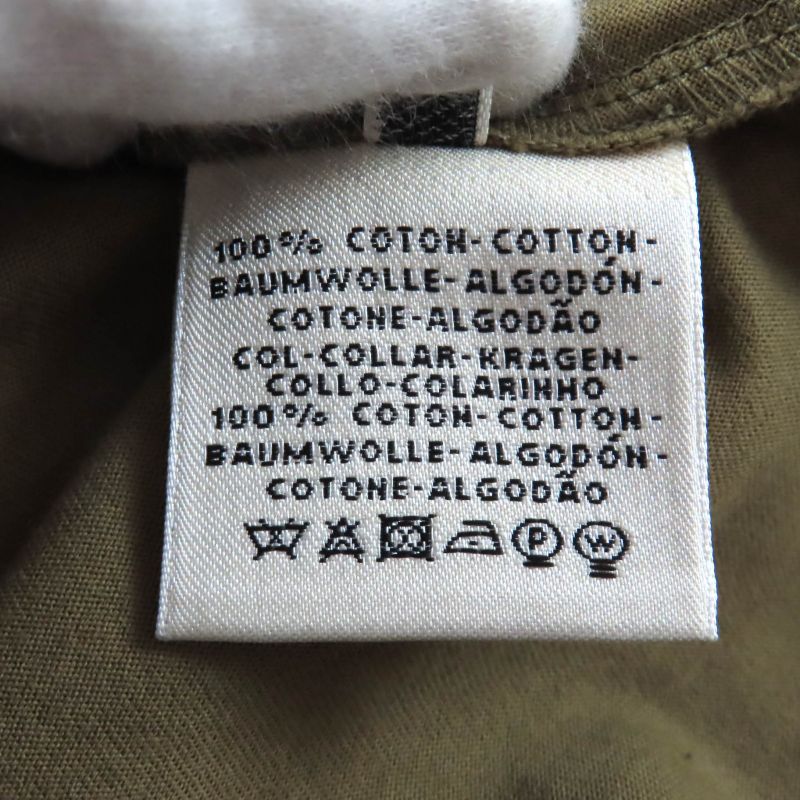 100% COTON-COTTON-
BAUMWOLLE-ALGODÓN-
COTONE-ALGODÃO
COL-COLLAR-KRAGEN-
COLLO-COLARINHO
100% COTON-COTTON-
BAUMWOLLE-ALGODÓN-
COTONE-ALGODÃO
P W